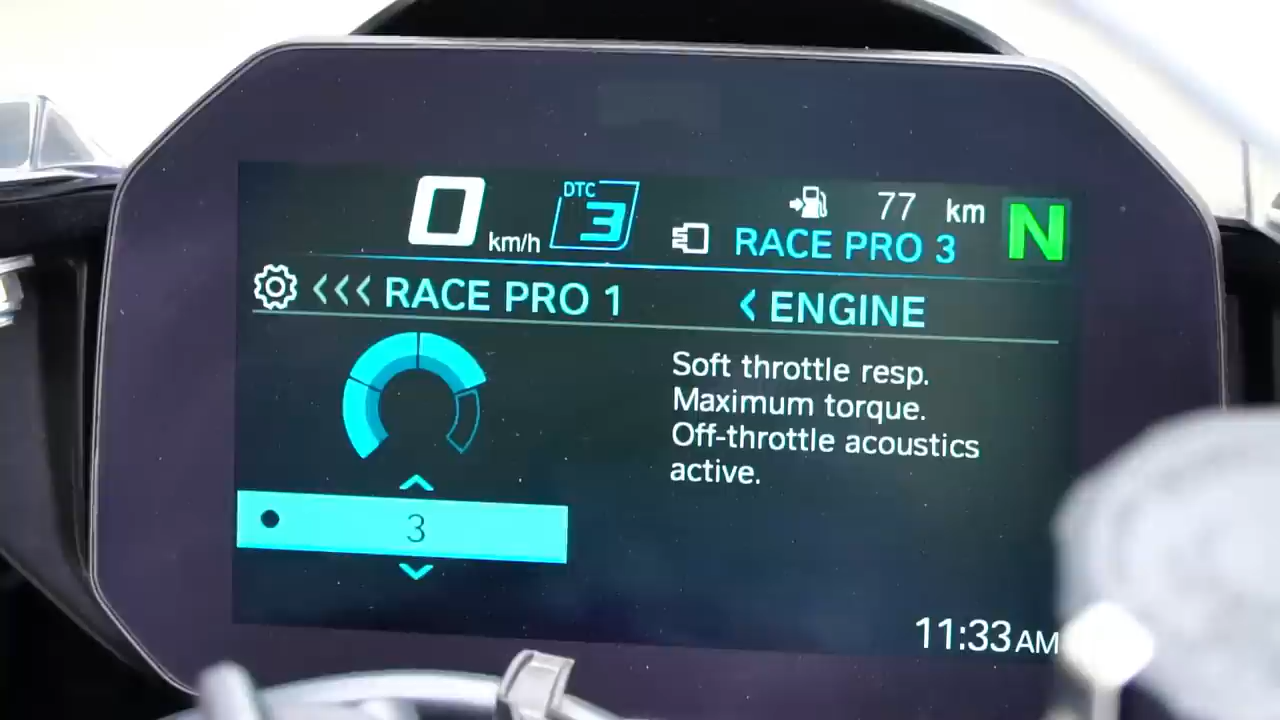 0 km/h DTC 3 77 km N
RACE PRO 3
<<< RACE PRO 1 < ENGINE
Soft throttle resp.
Maximum torque.
Off-throttle acoustics
active.
3
11:33 AM